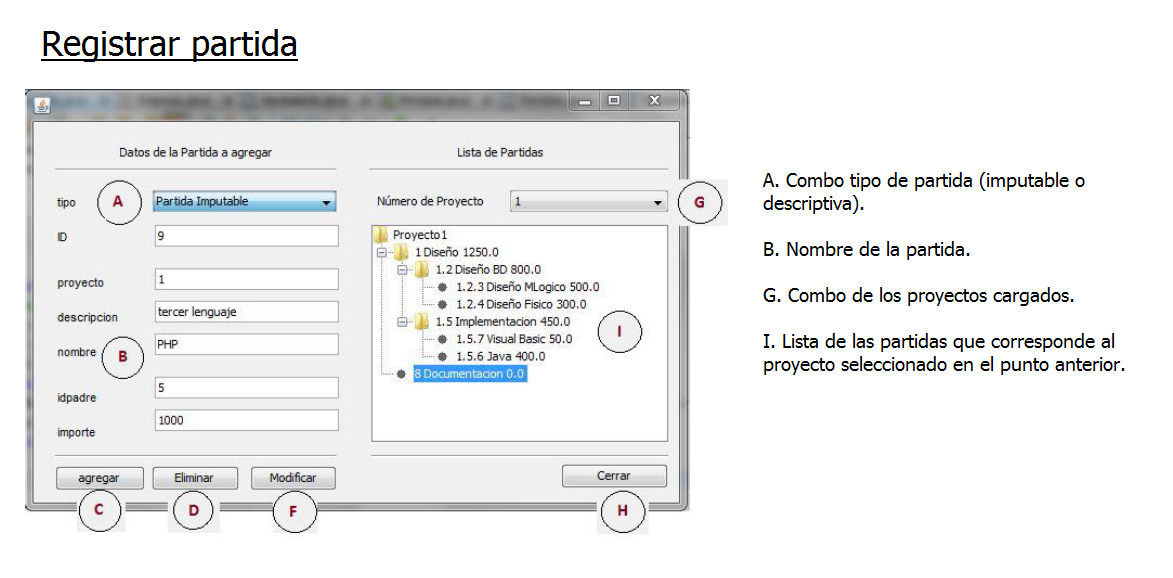 Registrar partida
Datos de la Partida a agregar
tipo
A
Partida Imputable
ID
9
proyecto
1
descripcion
tercer lenguaje
nombre
B
PHP
idpadre
5
importe
1000
agregar
Eliminar
Modificar
C
D
F
Lista de Partidas
Número de Proyecto
1
G
Proyecto1
1 Diseño 1250.0
1.2 Diseño BD 800.0
1.2.3 Diseño MLogico 500.0
1.2.4 Diseño Fisico 300.0
1.5 Implementacion 450.0
1.5.7 Visual Basic 50.0
1.5.6 Java 400.0
8 Documentacion 0.0
I
Cerrar
H
A. Combo tipo de partida (imputable o
descriptiva).
B. Nombre de la partida.
G. Combo de los proyectos cargados.
I. Lista de las partidas que corresponde al
proyecto seleccionado en el punto anterior.